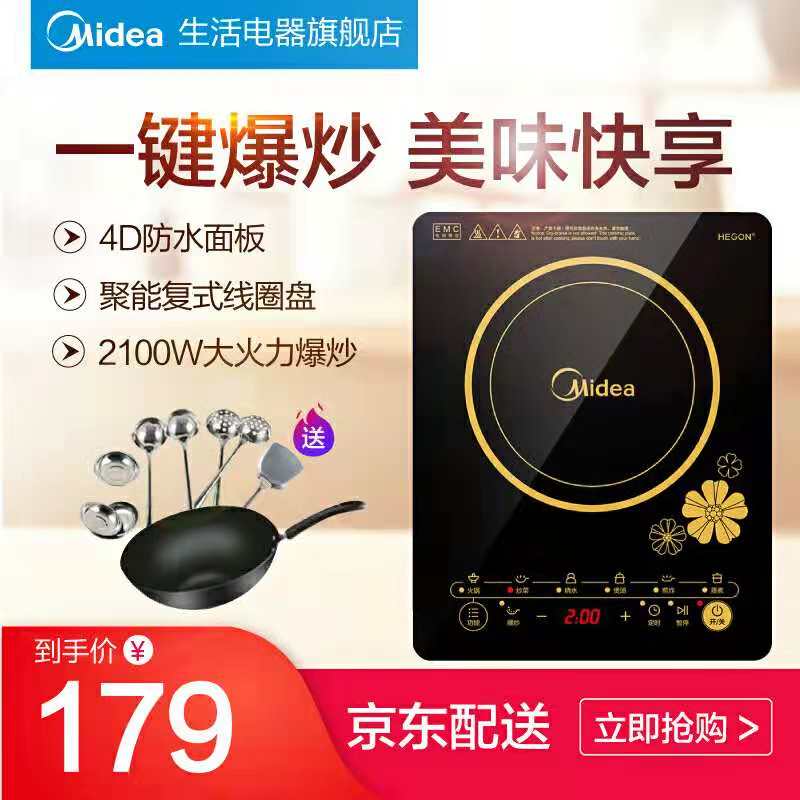 Midea 生活电器旗舰店
一键爆炒 美味快享
4D防水面板
聚能复式线圈盘
2100W大火力爆炒
送
EMC
HEGON®
Midea
火锅 炒菜 烧水 煲汤 煎炸 蒸煮
功能 爆炒 − 2:00 + 定时 暂停 开/关
到手价¥
179
京东配送
立即抢购 >